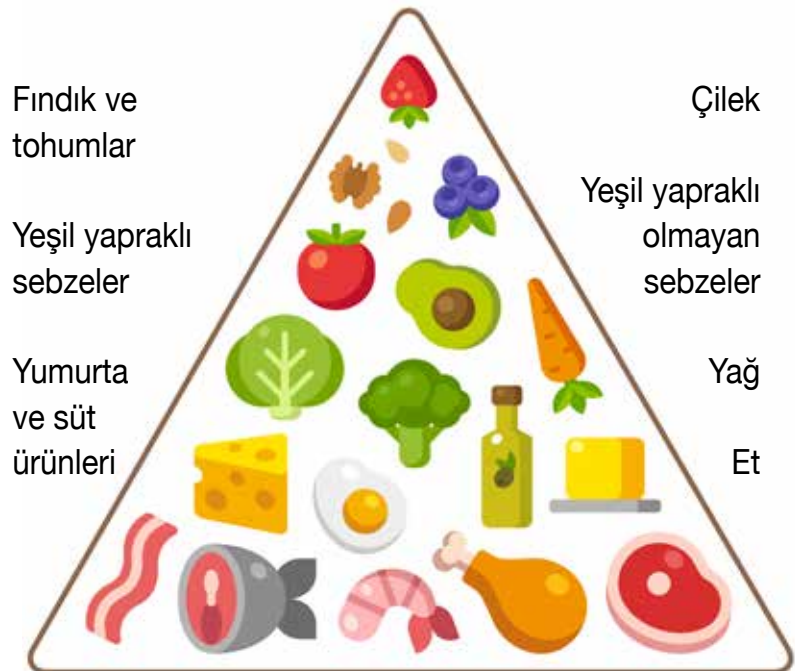 Fındık ve
tohumlar
Yeşil yapraklı
sebzeler
Yumurta
ve süt
ürünleri
Çilek
Yeşil yapraklı
olmayan
sebzeler
Yağ
Et